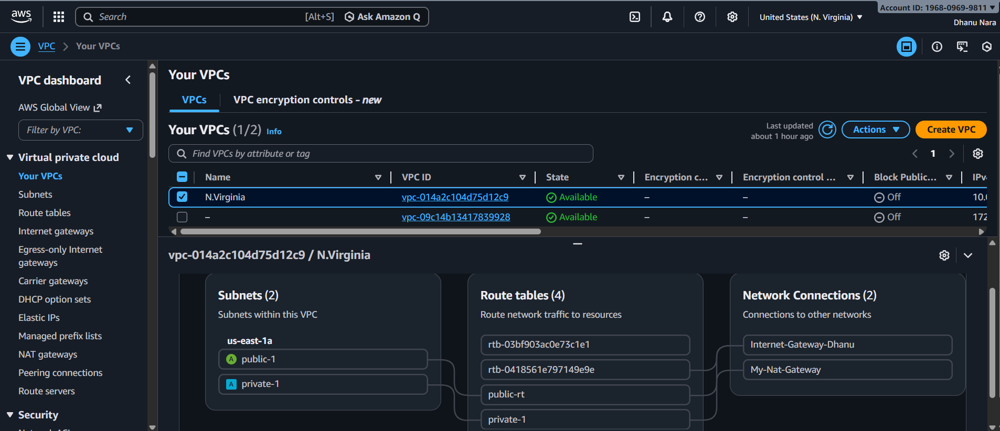 aws
Search
[Alt+S]
Ask Amazon Q
United States (N. Virginia)
Account ID: 1968-0969-9811
Dhanu Nara
VPC
Your VPCs
VPC dashboard
AWS Global View
Filter by VPC:
Virtual private cloud
Your VPCs
Subnets
Route tables
Internet gateways
Egress-only Internet
gateways
Carrier gateways
DHCP option sets
Elastic IPs
Managed prefix lists
NAT gateways
Peering connections
Route servers
Security
Your VPCs
VPCs
VPC encryption controls - new
Your VPCs (1/2) Info
Last updated
about 1 hour ago
Actions
Create VPC
Find VPCs by attribute or tag
1
Name VPC ID State Encryption c... Encryption control ... Block Public... IPv
N.Virginia vpc-014a2c104d75d12c9 Available – – Off 10.
– vpc-09c14b13417839928 Available – – Off 172
vpc-014a2c104d75d12c9 / N.Virginia
Subnets (2)
Subnets within this VPC
us-east-1a
A public-1
A private-1
Route tables (4)
Route network traffic to resources
rtb-03bf903ac0e73c1e1
rtb-0418561e797149e9e
public-rt
private-1
Network Connections (2)
Connections to other networks
Internet-Gateway-Dhanu
My-Nat-Gateway